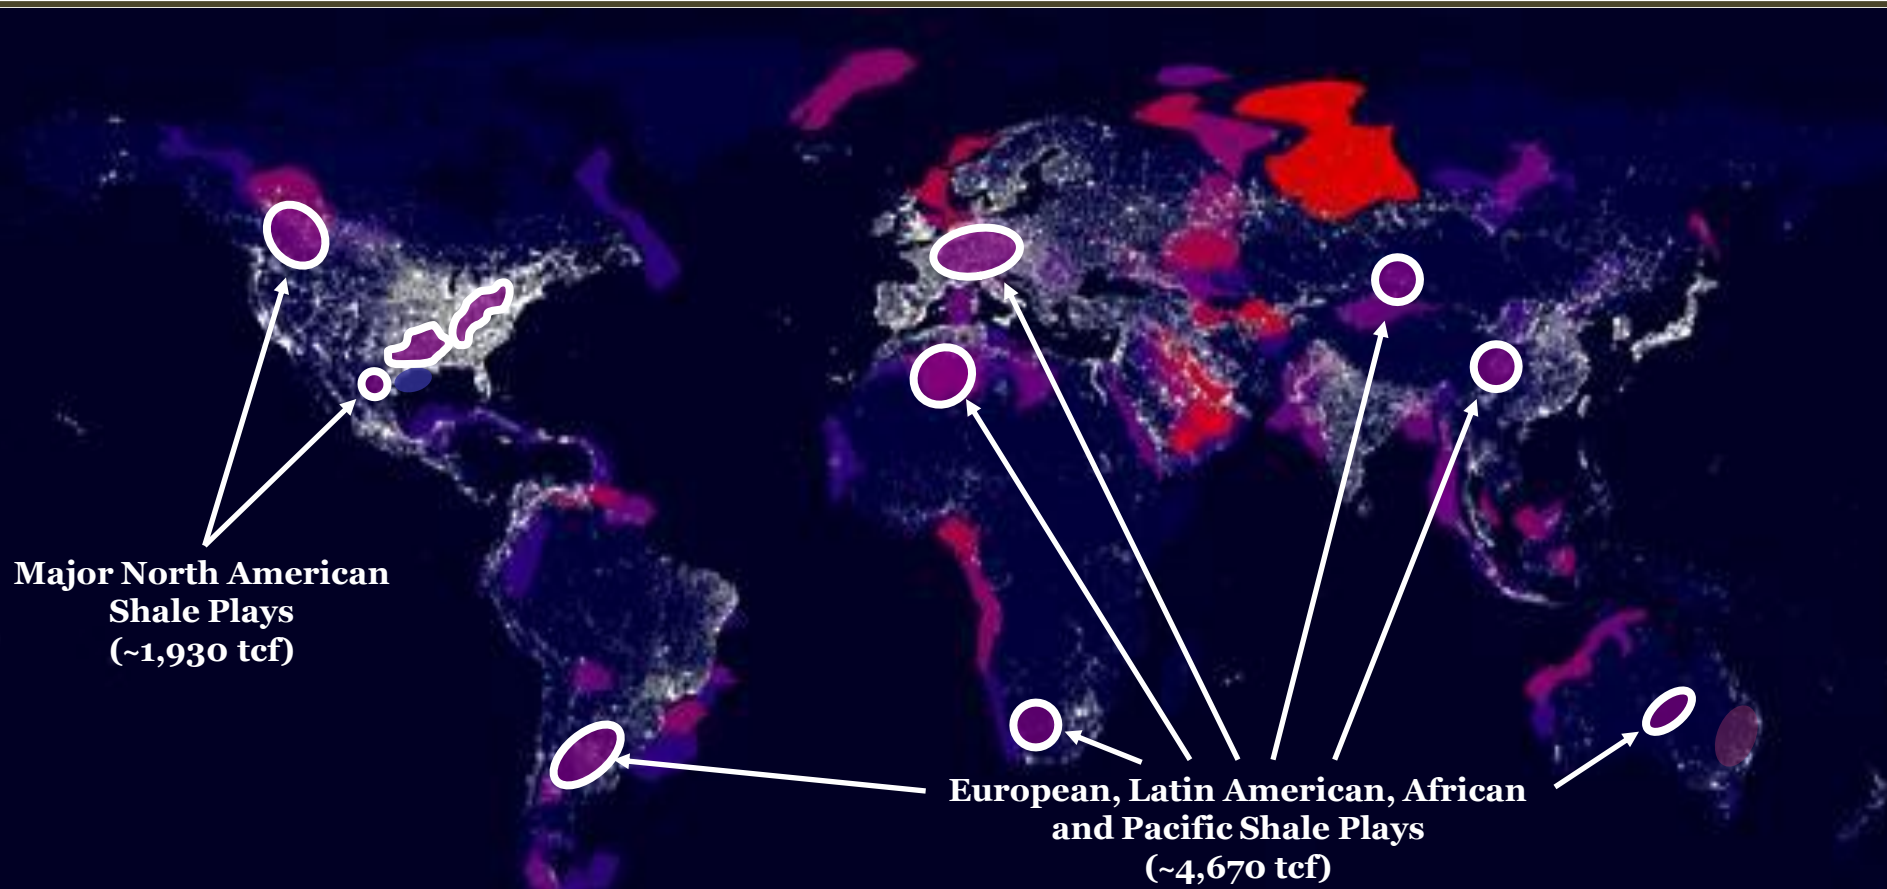 Major North American
Shale Plays
(~1,930 tcf)
European, Latin American, African
and Pacific Shale Plays
(~4,670 tcf)